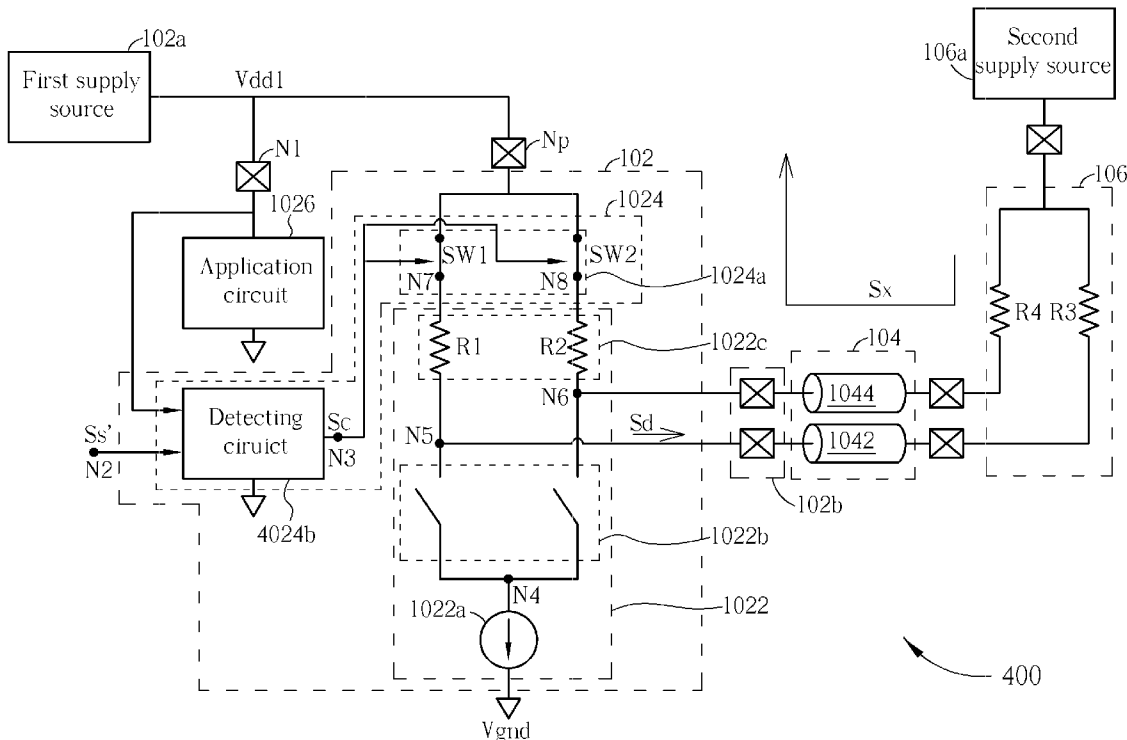 102a
First supply
source
Vdd1
N1
Np
102
1026
Application
circuit
1024
SW1
SW2
N7
N8
1024a
R1
R2
1022c
Ss'
N2
Detecting
ciruict
Sc
N3
4024b
N5
N6
Sd
102b
104
1044
1042
1022b
N4
1022a
1022
Vgnd
Second
supply source
106a
106
Sx
R4
R3
400